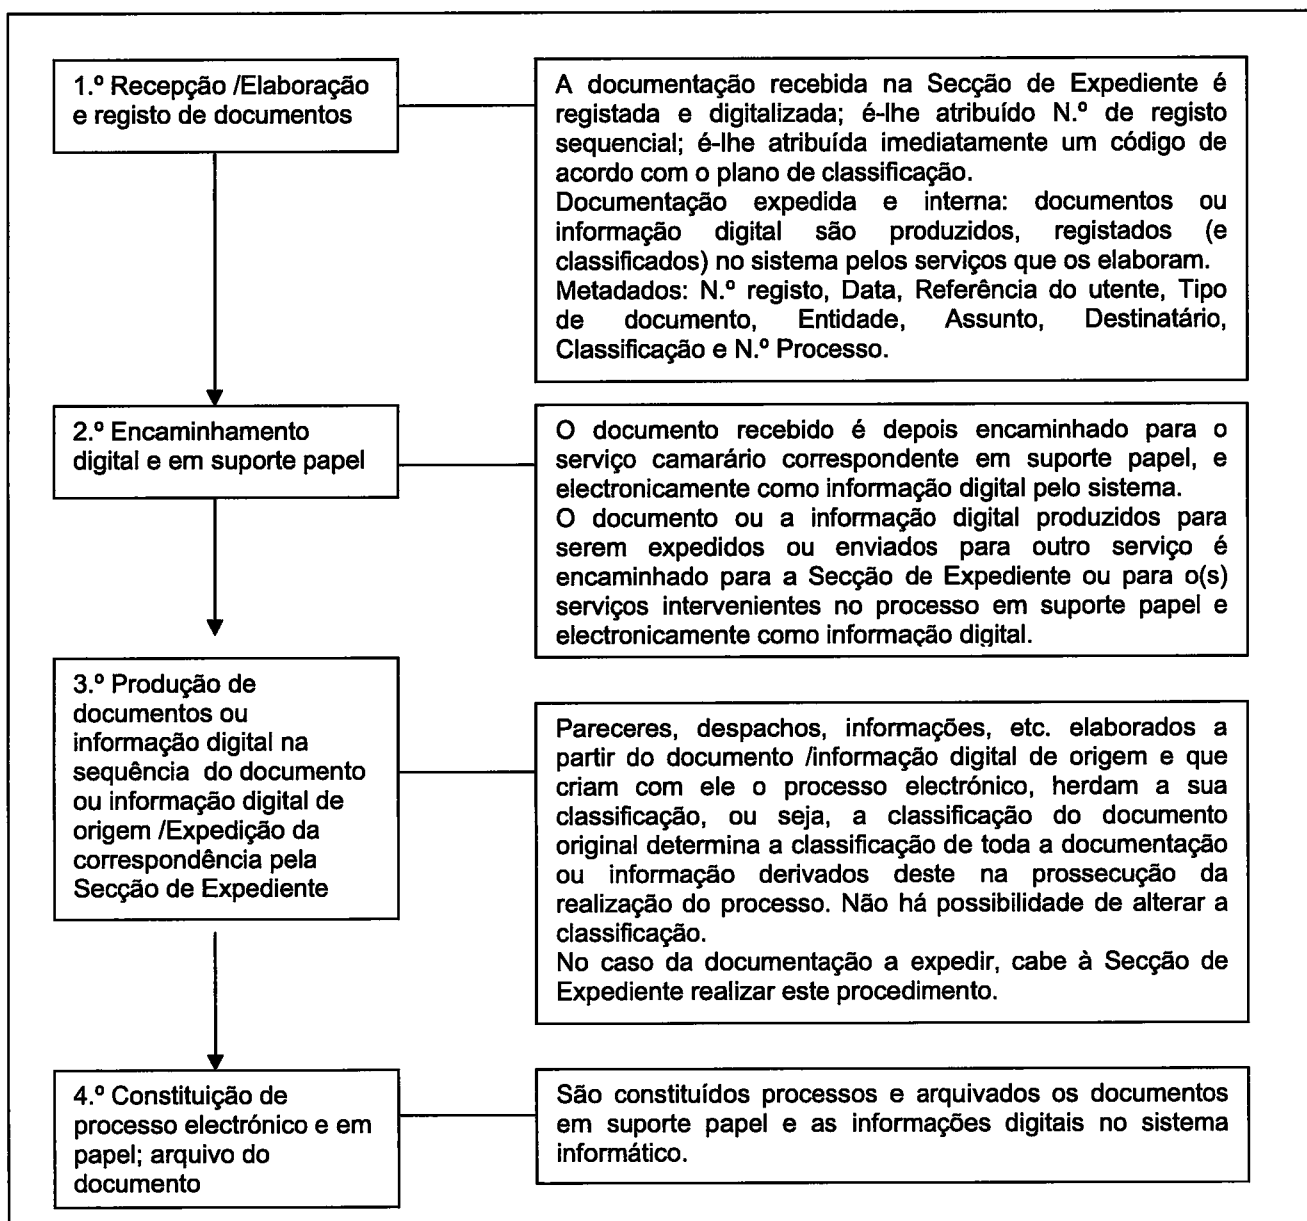 1.º Recepção /Elaboração
e registo de documentos
A documentação recebida na Secção de Expediente é
registada e digitalizada; é-lhe atribuído N.º de registo
sequencial; é-lhe atribuída imediatamente um código de
acordo com o plano de classificação.
Documentação expedida e interna: documentos ou
informação digital são produzidos, registados (e
classificados) no sistema pelos serviços que os elaboram.
Metadados: N.º registo, Data, Referência do utente, Tipo
de documento, Entidade, Assunto, Destinatário,
Classificação e N.º Processo.
2.º Encaminhamento
digital e em suporte papel
O documento recebido é depois encaminhado para o
serviço camarário correspondente em suporte papel, e
electronicamente como informação digital pelo sistema.
O documento ou a informação digital produzidos para
serem expedidos ou enviados para outro serviço é
encaminhado para a Secção de Expediente ou para o(s)
serviços intervenientes no processo em suporte papel e
electronicamente como informação digital.
3.º Produção de
documentos ou
informação digital na
sequência do documento
ou informação digital de
origem /Expedição da
correspondência pela
Secção de Expediente
Pareceres, despachos, informações, etc. elaborados a
partir do documento /informação digital de origem e que
criam com ele o processo electrónico, herdam a sua
classificação, ou seja, a classificação do documento
original determina a classificação de toda a documentação
ou informação derivados deste na prossecução da
realização do processo. Não há possibilidade de alterar a
classificação.
No caso da documentação a expedir, cabe à Secção de
Expediente realizar este procedimento.
4.º Constituição de
processo electrónico e em
papel; arquivo do
documento
São constituídos processos e arquivados os documentos
em suporte papel e as informações digitais no sistema
informático.